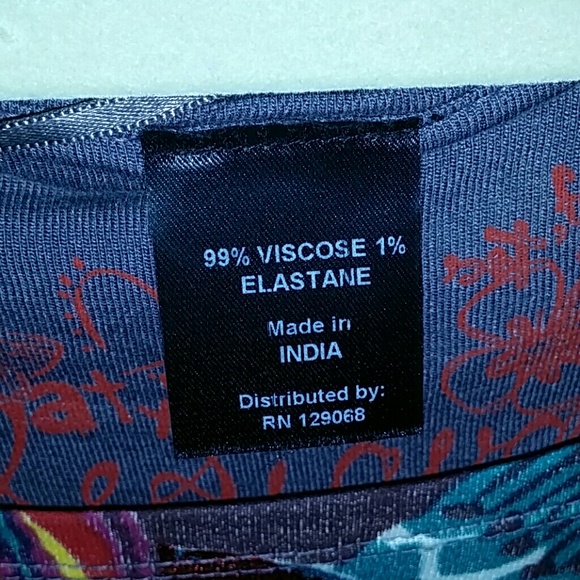 99% VISCOSE 1%
ELASTANE
Made in
INDIA
Distributed by:
RN 129068